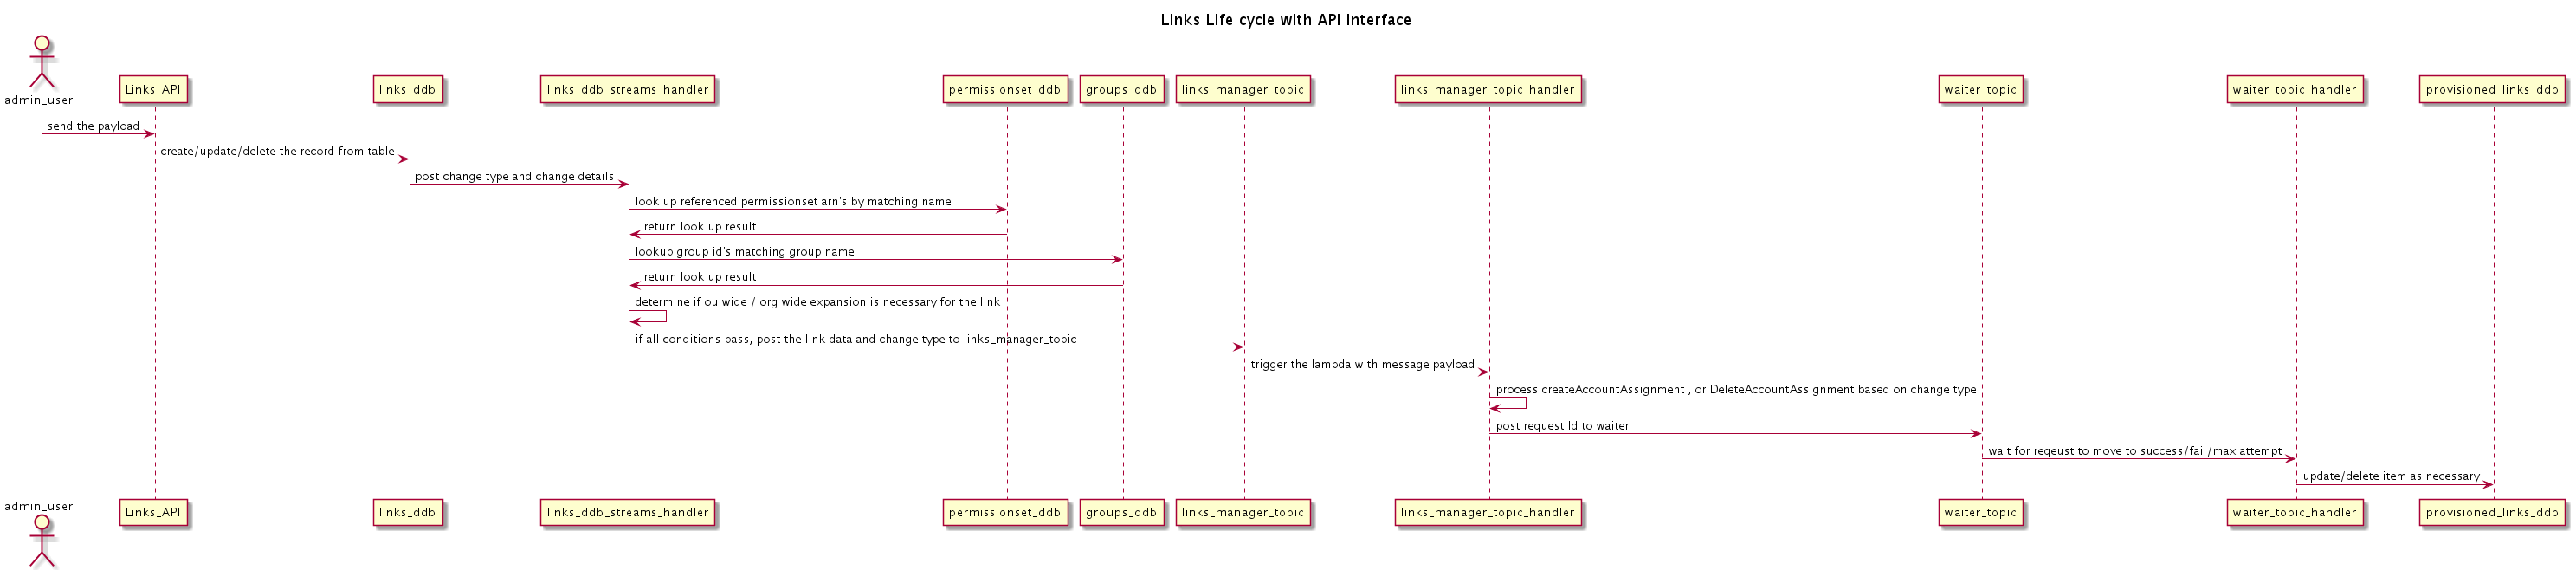 Links Life cycle with API interface
admin_user
Links_API
links_ddb
links_ddb_streams_handler
permissionset_ddb
groups_ddb
links_manager_topic
links_manager_topic_handler
waiter_topic
waiter_topic_handler
provisioned_links_ddb
send the payload
create/update/delete the record from table
post change type and change details
look up referenced permissionset arn's by matching name
return look up result
lookup group id's matching group name
return look up result
determine if ou wide / org wide expansion is necessary for the link
if all conditions pass, post the link data and change type to links_manager_topic
trigger the lambda with message payload
process createAccountAssignment , or DeleteAccountAssignment based on change type
post request Id to waiter
wait for reqeust to move to success/fail/max attempt
update/delete item as necessary
admin_user
Links_API
links_ddb
links_ddb_streams_handler
permissionset_ddb
groups_ddb
links_manager_topic
links_manager_topic_handler
waiter_topic
waiter_topic_handler
provisioned_links_ddb